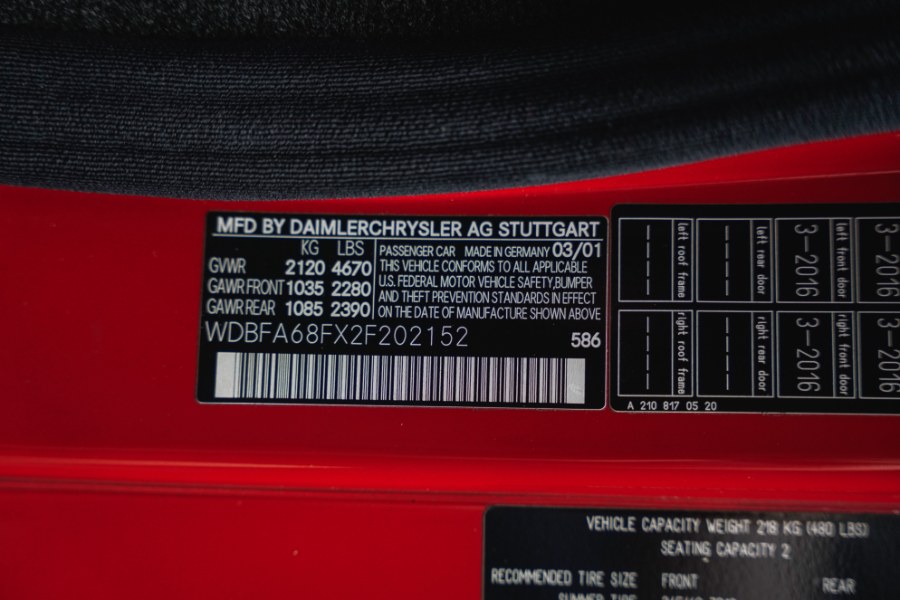 MFD BY DAIMLERCHRYSLER AG STUTTGART
KG LBS
GVWR 2120 4670
GAWR FRONT 1035 2280
GAWR REAR 1085 2390
PASSENGER CAR MADE IN GERMANY 03/01
THIS VEHICLE CONFORMS TO ALL APPLICABLE
U.S. FEDERAL MOTOR VEHICLE SAFETY,BUMPER
AND THEFT PREVENTION STANDARDS IN EFFECT
ON THE DATE OF MANUFACTURE SHOWN ABOVE
WDBFA68FX2F202152
586
left roof frame
left rear door
3-2016
left front door
3-2016
right roof frame
right rear door
3-2016
right front door
2016
A 210 817 05 20
VEHICLE CAPACITY WEIGHT 218 KG (480 LBS)
SEATING CAPACITY 2
RECOMMENDED TIRE SIZE FRONT REAR